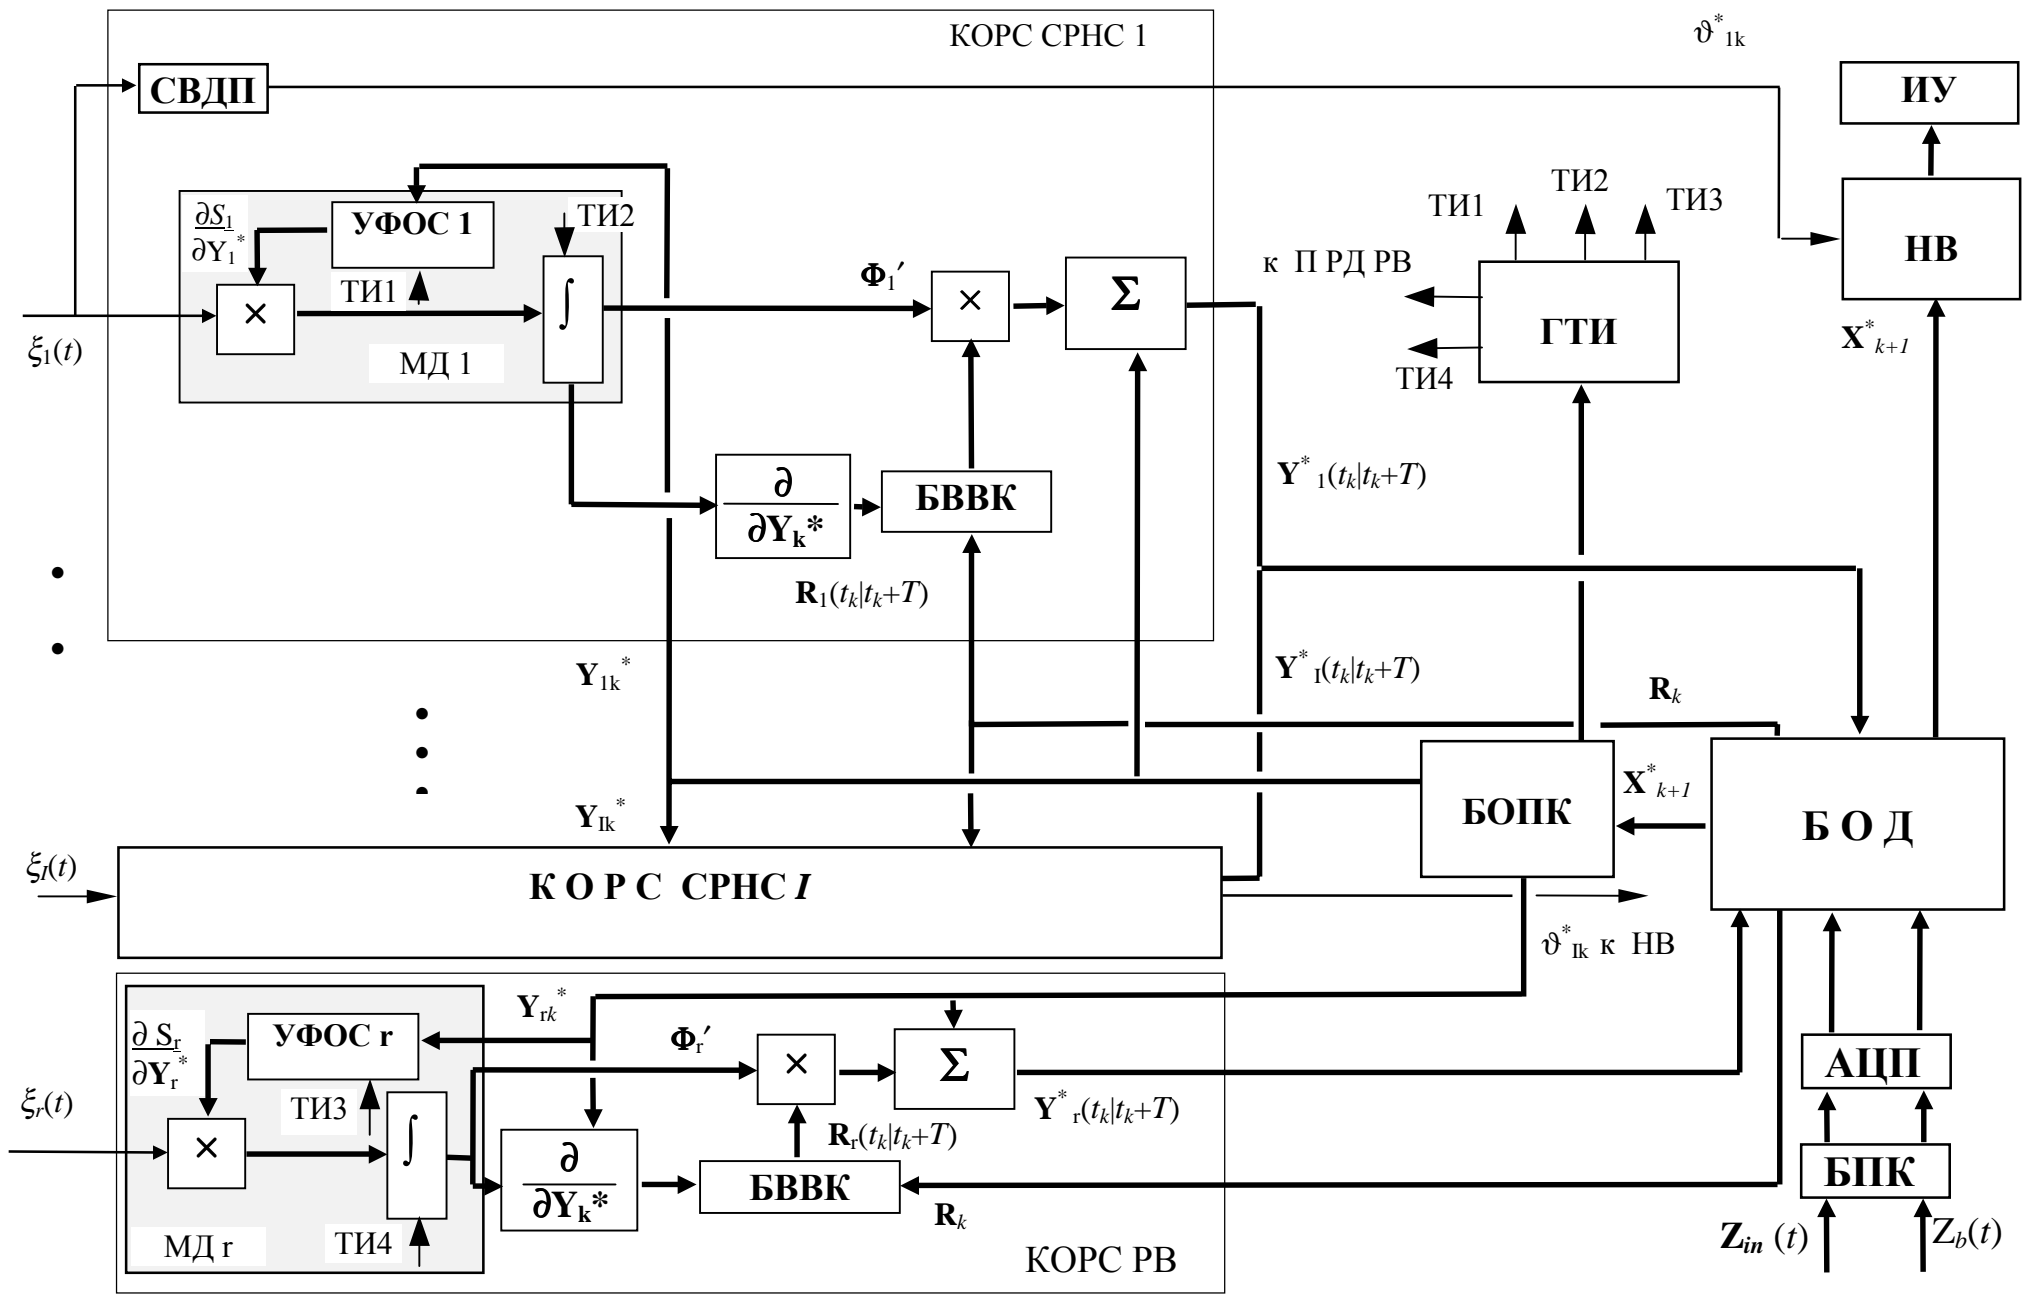 КОРС СРНС 1
ϑ*1k
СВДП
ИУ
∂S1
∂Y1*
УФОС 1
ТИ2
ТИ1
ТИ2
ТИ3
НВ
к П РД РВ
Φ1′
×
Σ
ТИ1
×
∫
ξ1(t)
МД 1
ГТИ
X*k+1
ТИ4
∂
∂Yk*
БВВК
Y*1(tk|tk+T)
R1(tk|tk+T)
Y1k*
Y*I(tk|tk+T)
Rk
БОПК
X*k+1
Б О Д
YIk*
ξI(t)
К О Р С СРНС I
ϑ*Ik к НВ
Yrk*
∂ Sr
∂Yr*
УФОС r
Φr′
×
Σ
АЦП
ξr(t)
ТИ3
×
∫
Y*r(tk|tk+T)
Rr(tk|tk+T)
∂
∂Yk*
БВВК
БПК
Rk
МД r
ТИ4
КОРС РВ
Zin (t)
Zb(t)